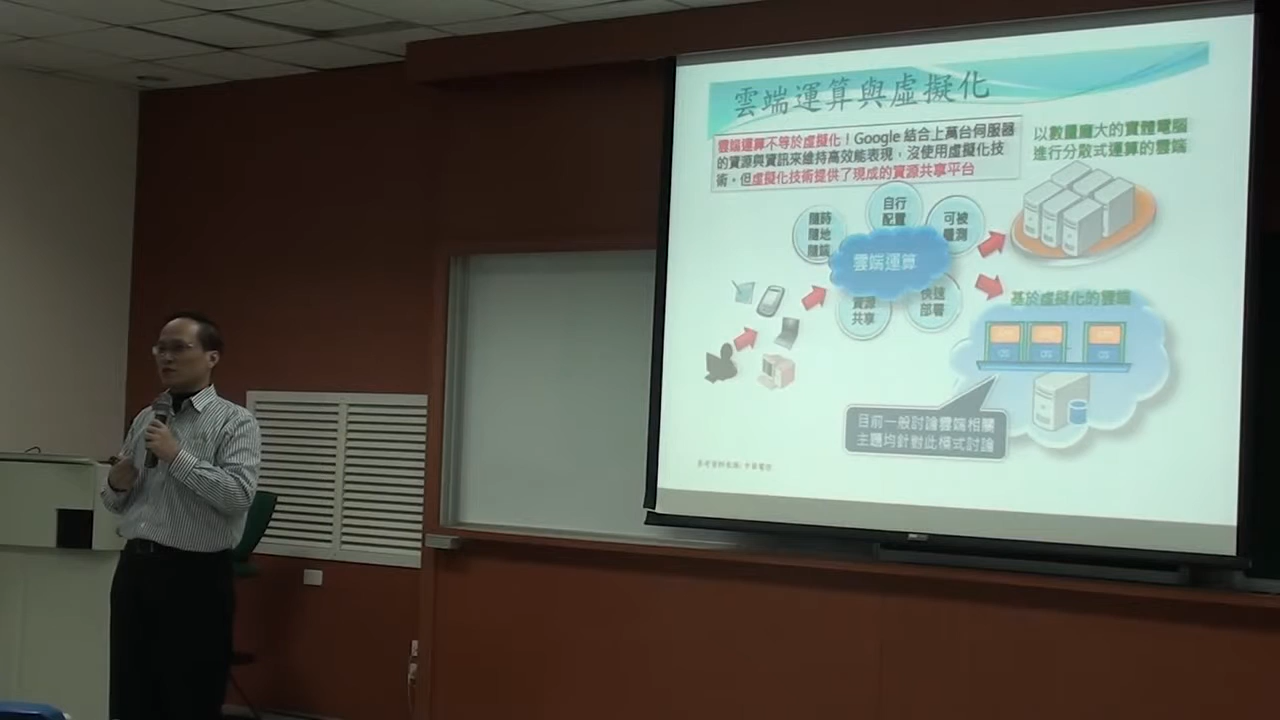 雲端運算與虛擬化
雲端運算不等於虛擬化！Google 結合上萬台伺服器
的資源與資訊來維持高效能表現，沒使用虛擬化技
術。但虛擬化技術提供了現成的資源共享平台
以數量龐大的實體電腦
進行分散式運算的雲端
自行
配置
隨時
隨地
隨端
可被
量測
雲端運算
資源
共享
快速
部署
基於虛擬化的雲端
目前一般討論雲端相關
主題均針對此模式討論